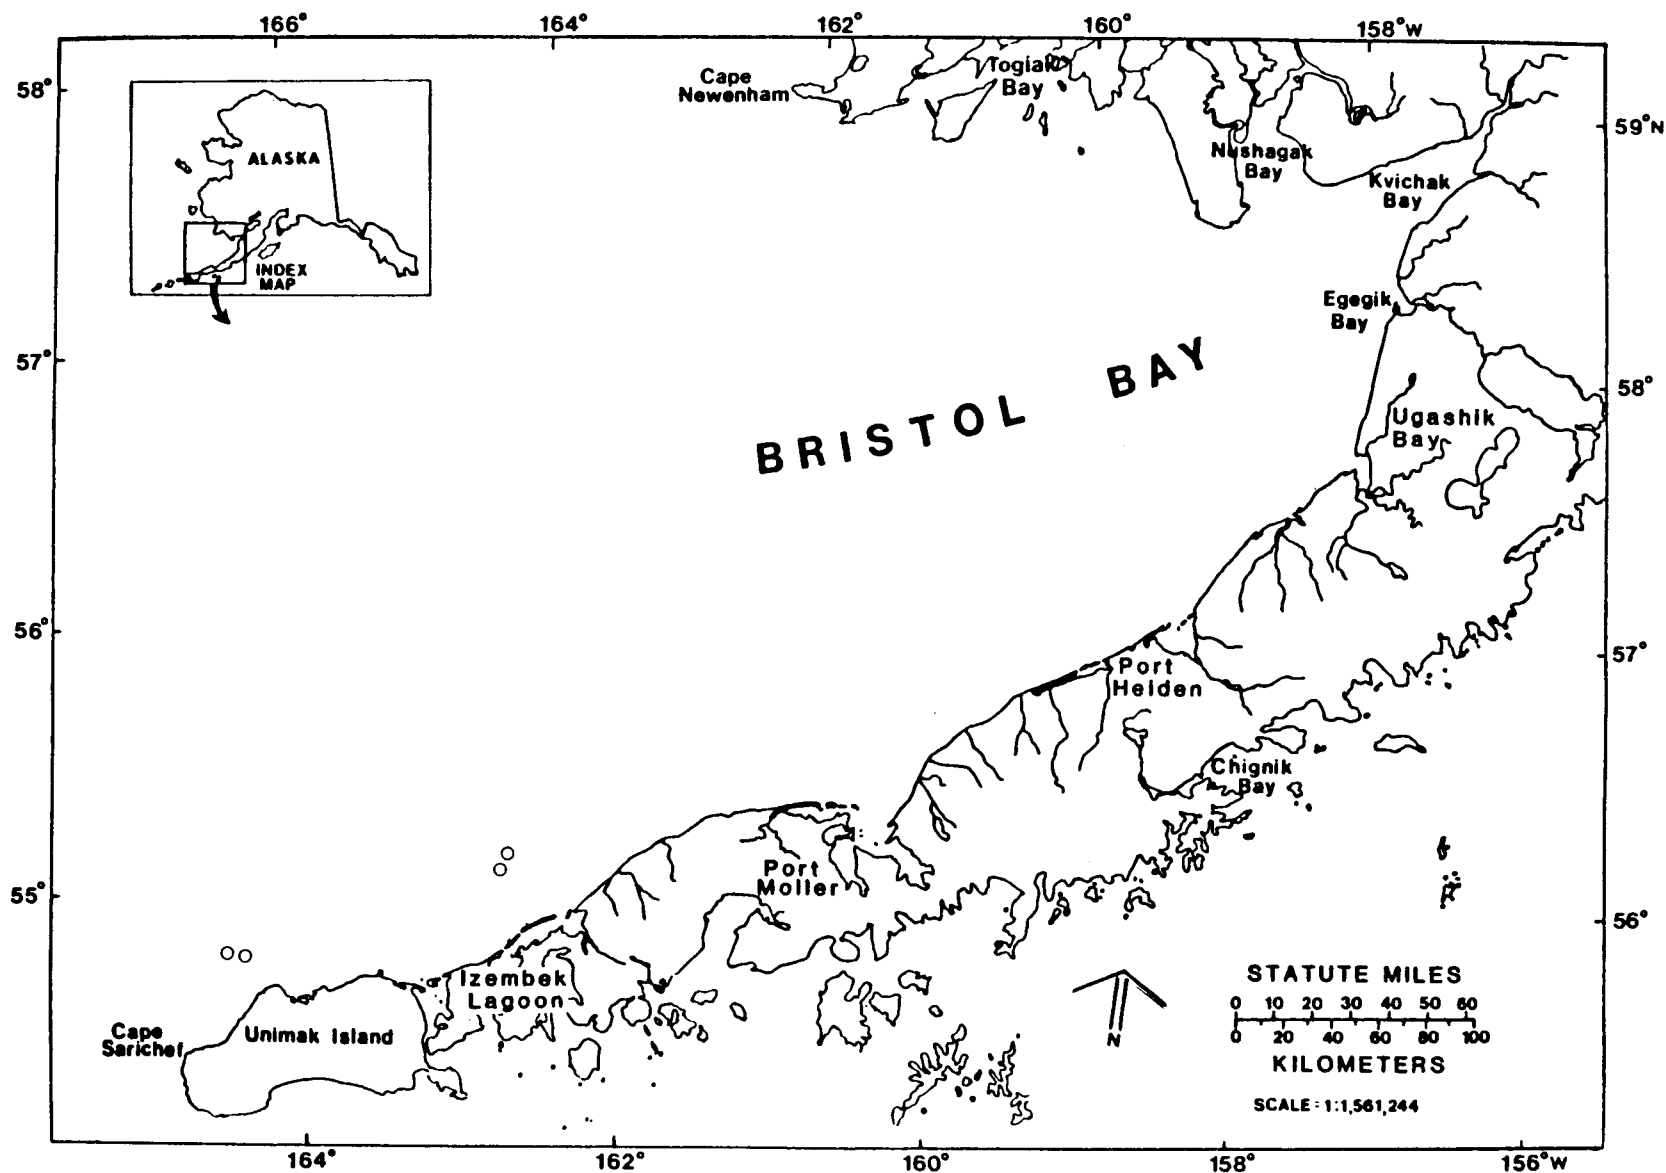 166° 164° 162° 160° 158°W
58°
57°
56°
55°
59°N
58°
57°
56°
164° 162° 160° 158° 156°W
ALASKA
INDEX
MAP
Cape
Newenham
Togiak
Bay
Nushagak
Bay
Kvichak
Bay
Egegik
Bay
BRISTOL BAY
Ugashik
Bay
Port
Heiden
Chignik
Bay
Port
Moller
Izembek
Lagoon
Unimak Island
Cape
Sarichef
N
STATUTE MILES
0 10 20 30 40 50 60
0 20 40 60 80 100
KILOMETERS
SCALE: 1:1,561,244